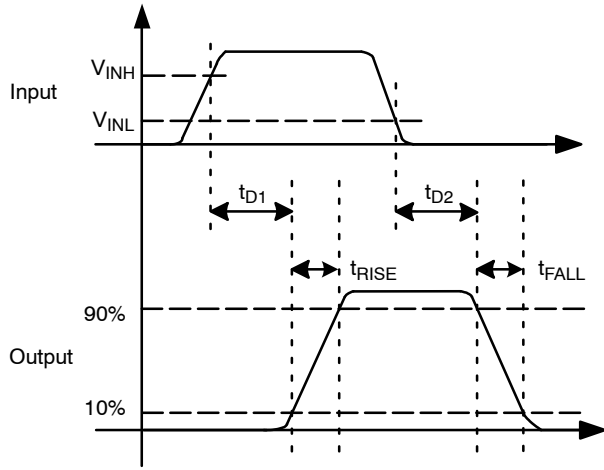 V_INH
Input
V_INL
t_D1
t_D2
t_RISE
t_FALL
90%
Output
10%